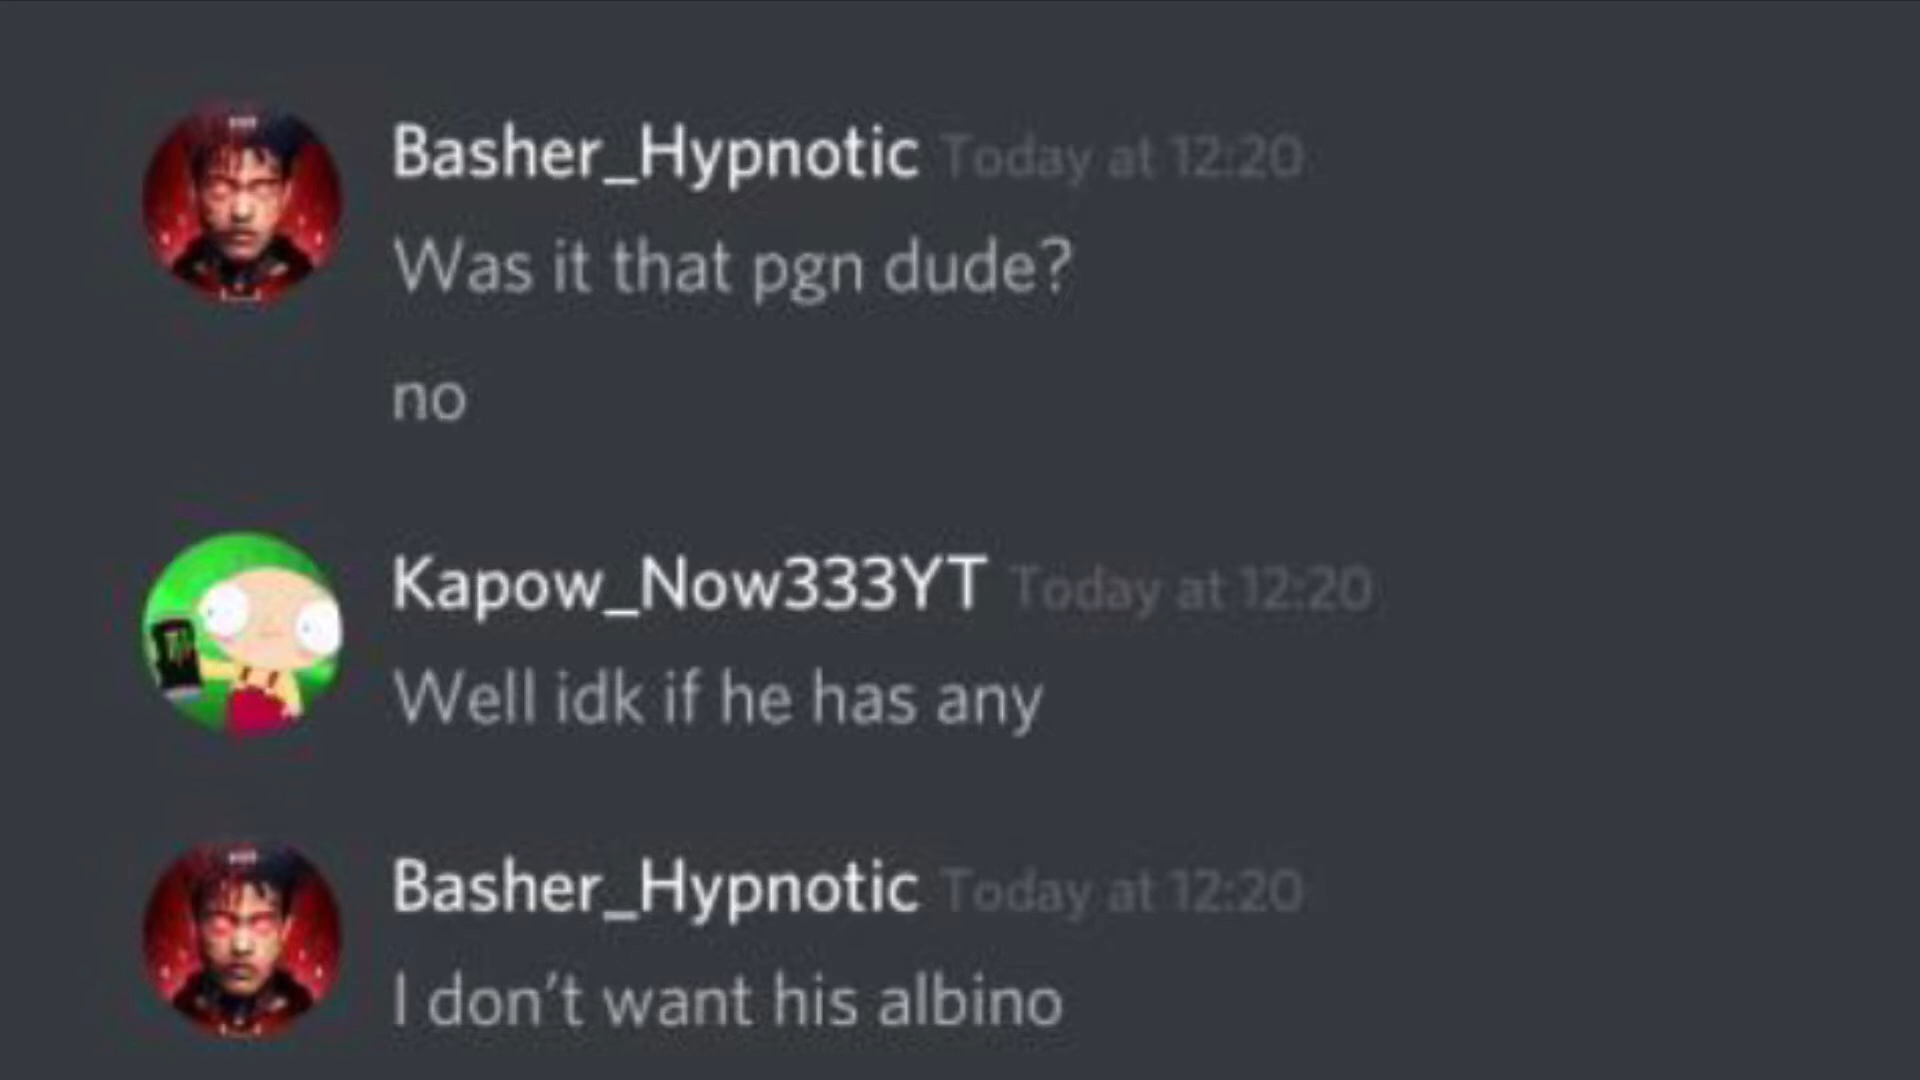 Basher_Hypnotic Today at 12:20
Was it that pgn dude?
no
Kapow_Now333YT Today at 12:20
Well idk if he has any
Basher_Hypnotic Today at 12:20
I don't want his albino